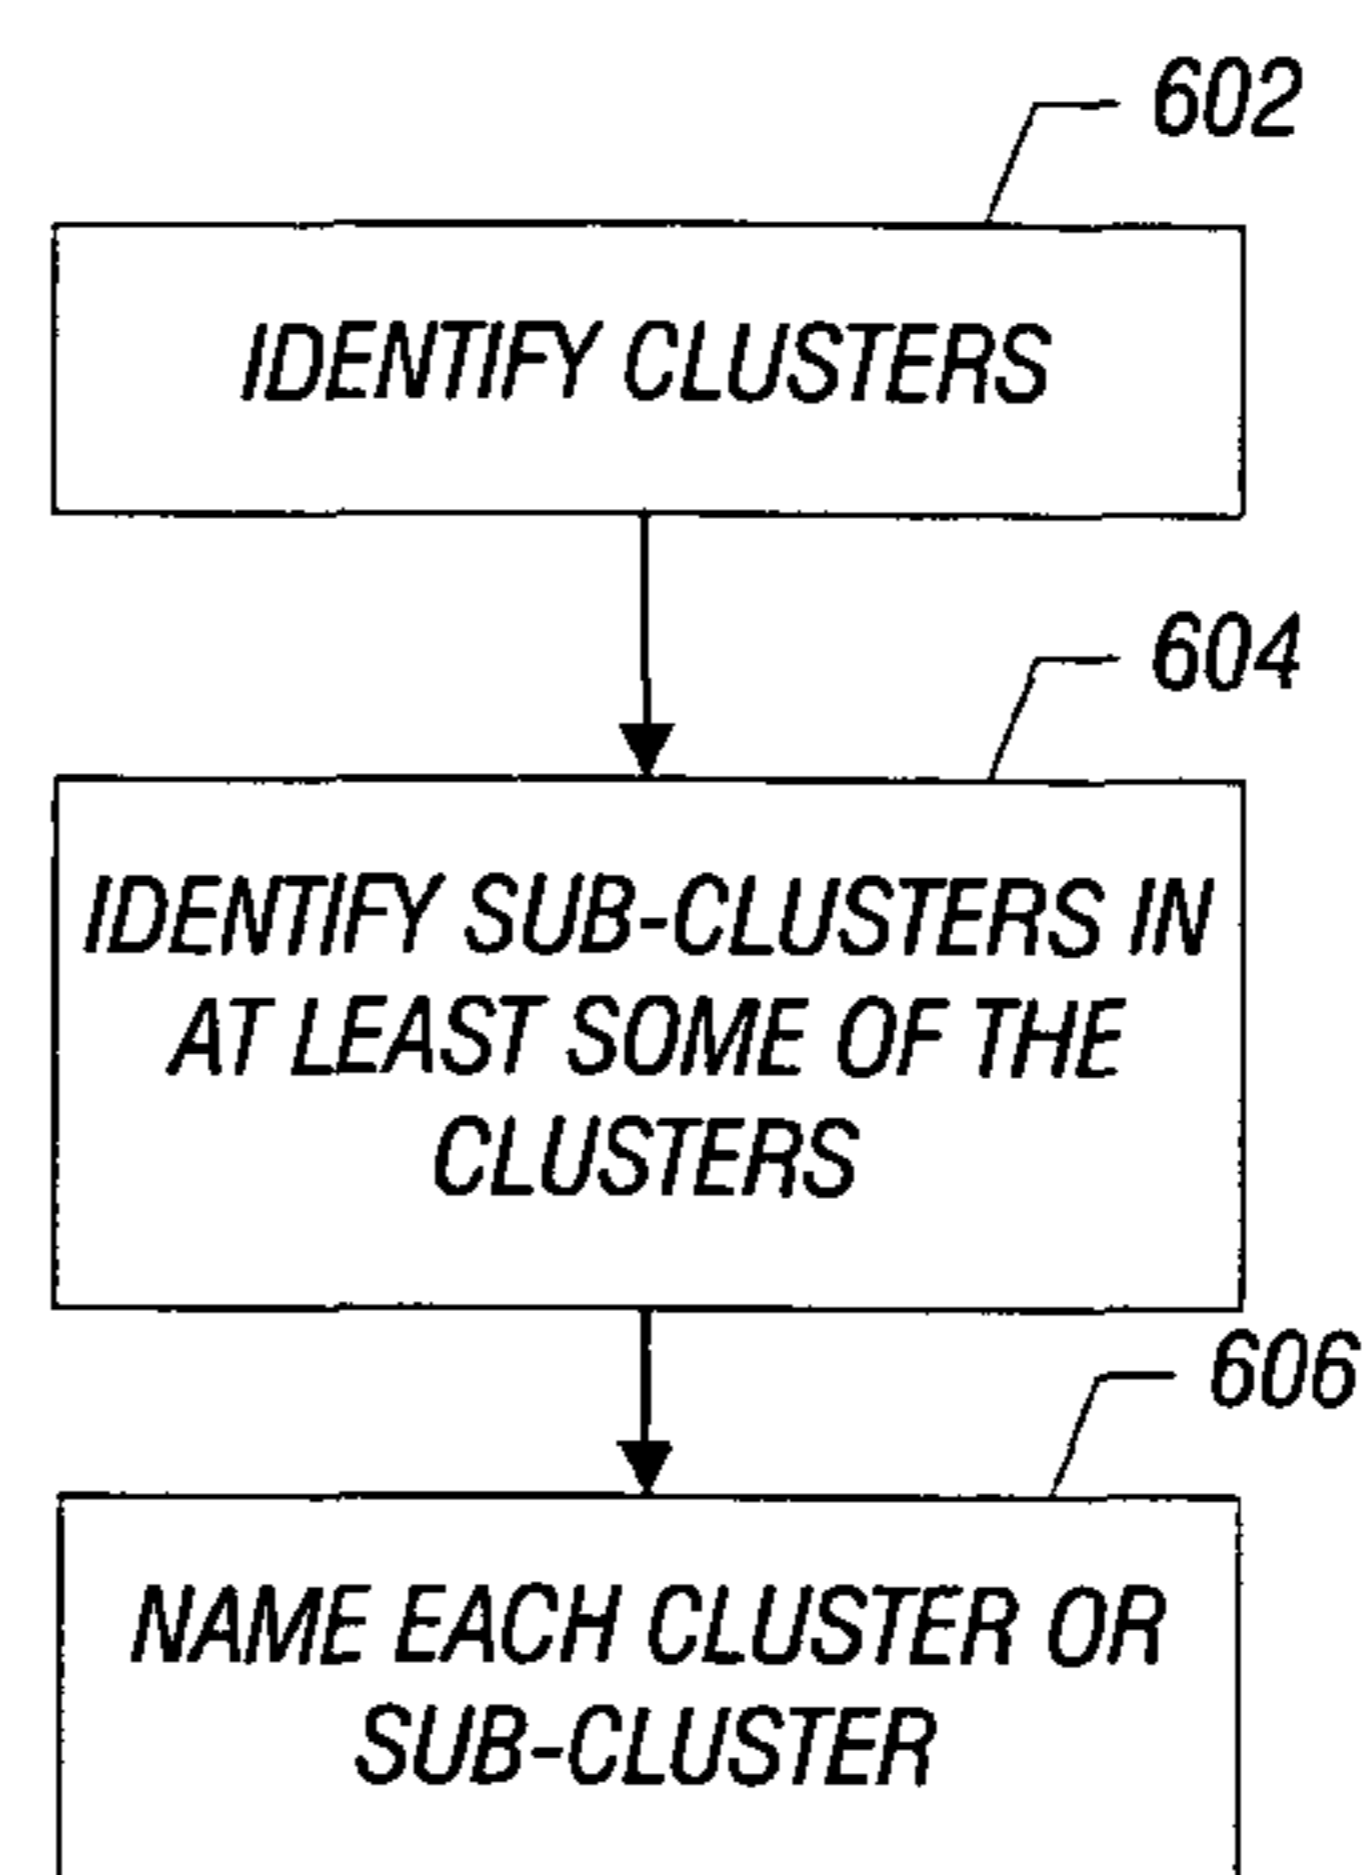 602
IDENTIFY CLUSTERS
604
IDENTIFY SUB-CLUSTERS IN
AT LEAST SOME OF THE
CLUSTERS
606
NAME EACH CLUSTER OR
SUB-CLUSTER